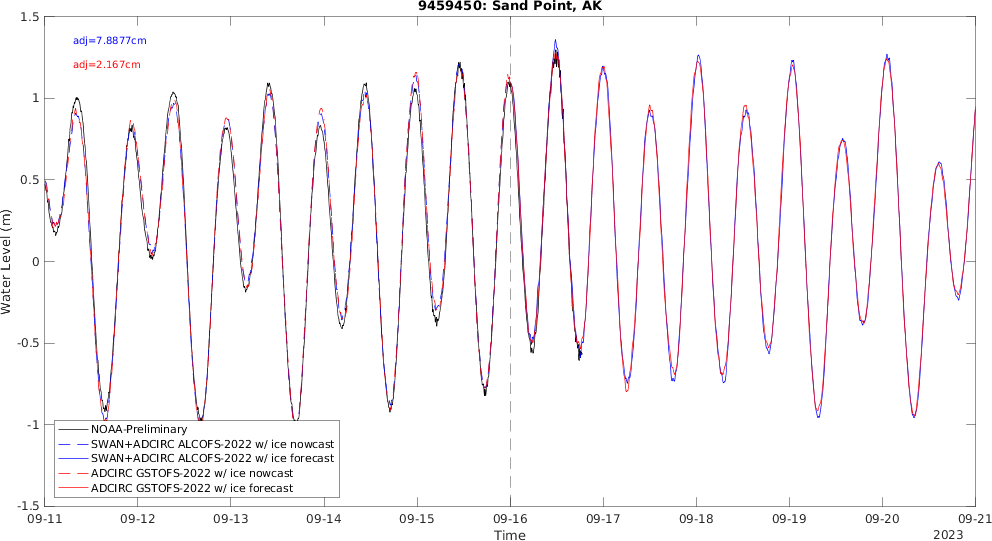 9459450: Sand Point, AK
adj=7.8877cm
adj=2.167cm
Water Level (m)
1.5
1
0.5
0
-0.5
-1
-1.5
NOAA-Preliminary
SWAN+ADCIRC ALCOFS-2022 w/ ice nowcast
SWAN+ADCIRC ALCOFS-2022 w/ ice forecast
ADCIRC GSTOFS-2022 w/ ice nowcast
ADCIRC GSTOFS-2022 w/ ice forecast
09-11 09-12 09-13 09-14 09-15 09-16 09-17 09-18 09-19 09-20 09-21
Time
2023